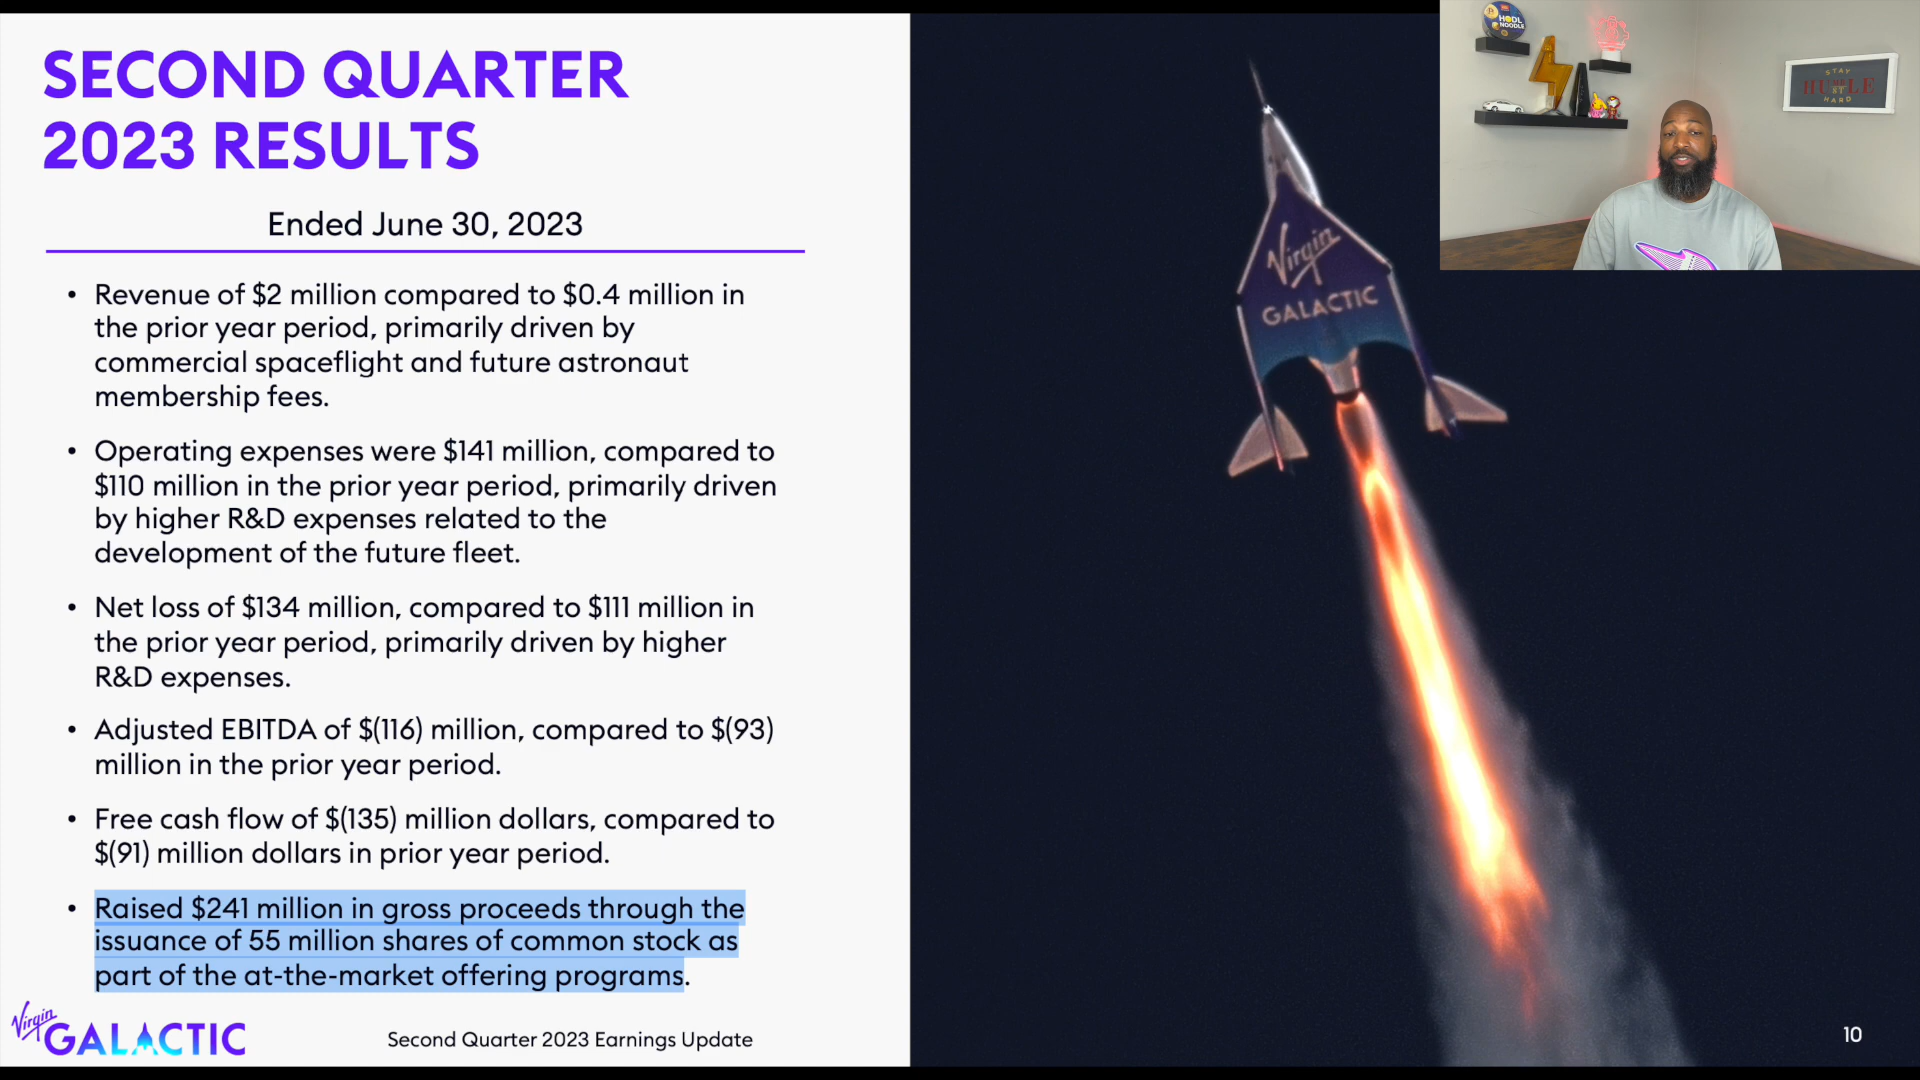 SECOND QUARTER
2023 RESULTS
Ended June 30, 2023
• Revenue of $2 million compared to $0.4 million in
the prior year period, primarily driven by
commercial spaceflight and future astronaut
membership fees.
• Operating expenses were $141 million, compared to
$110 million in the prior year period, primarily driven
by higher R&D expenses related to the
development of the future fleet.
• Net loss of $134 million, compared to $111 million in
the prior year period, primarily driven by higher
R&D expenses.
• Adjusted EBITDA of $(116) million, compared to $(93)
million in the prior year period.
• Free cash flow of $(135) million dollars, compared to
$(91) million dollars in prior year period.
• Raised $241 million in gross proceeds through the
issuance of 55 million shares of common stock as
part of the at-the-market offering programs.
Virgin
GALACTIC
Second Quarter 2023 Earnings Update
Virgin
GALACTIC
HODL
NOODLE
STAY
HARD
10